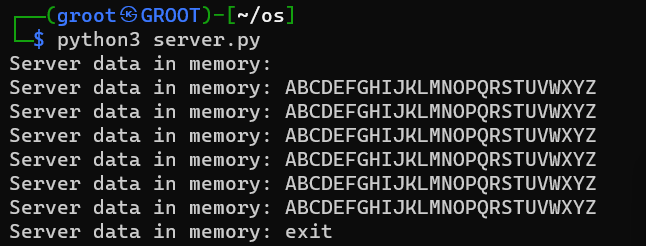 ┌──(groot㉿GROOT)-[~/os]
└─$ python3 server.py
Server data in memory:
Server data in memory: ABCDEFGHIJKLMNOPQRSTUVWXYZ
Server data in memory: ABCDEFGHIJKLMNOPQRSTUVWXYZ
Server data in memory: ABCDEFGHIJKLMNOPQRSTUVWXYZ
Server data in memory: ABCDEFGHIJKLMNOPQRSTUVWXYZ
Server data in memory: ABCDEFGHIJKLMNOPQRSTUVWXYZ
Server data in memory: ABCDEFGHIJKLMNOPQRSTUVWXYZ
Server data in memory: exit